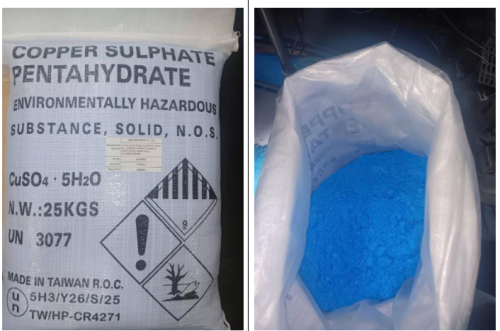 COPPER SULPHATE
PENTAHYDRATE
ENVIRONMENTALLY HAZARDOUS
SUBSTANCE, SOLID, N.O.S.
CuSO4 · 5H2O
N.W.:25KGS
UN 3077
9
MADE IN TAIWAN R.O.C.
un 5H3/Y26/S/25
TW/HP-CR4271